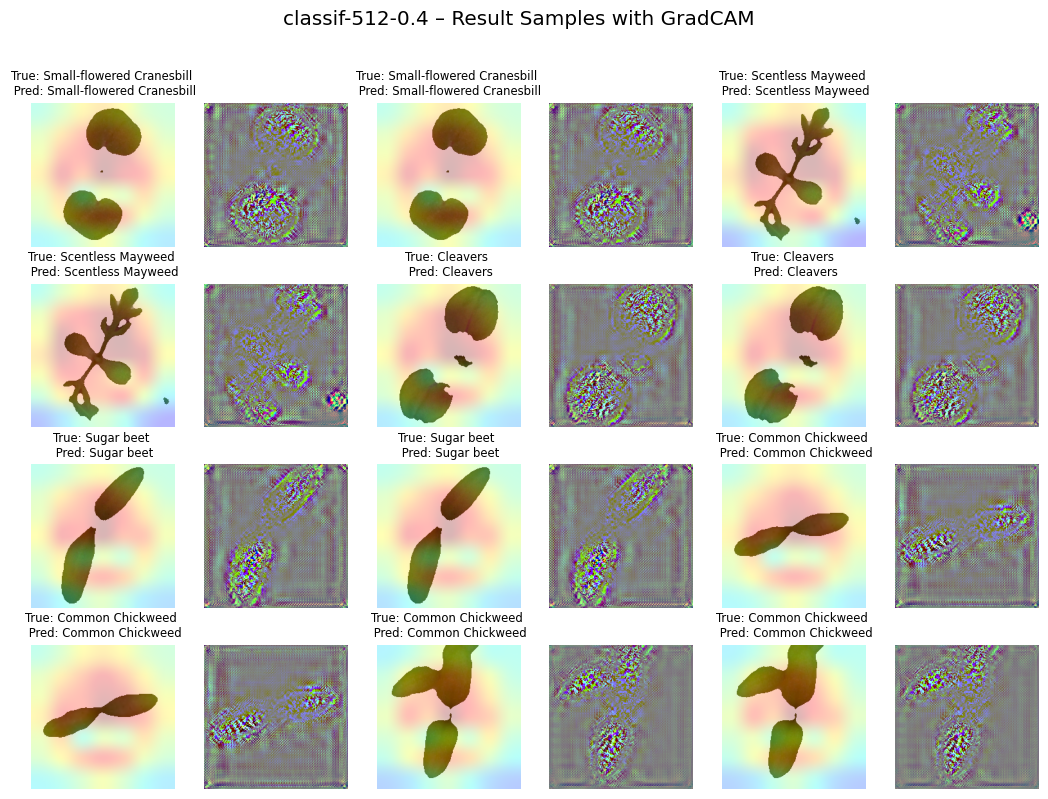 classif-512-0.4 – Result Samples with GradCAM
True: Small-flowered Cranesbill
Pred: Small-flowered Cranesbill
True: Small-flowered Cranesbill
Pred: Small-flowered Cranesbill
True: Scentless Mayweed
Pred: Scentless Mayweed
True: Scentless Mayweed
Pred: Scentless Mayweed
True: Cleavers
Pred: Cleavers
True: Cleavers
Pred: Cleavers
True: Sugar beet
Pred: Sugar beet
True: Sugar beet
Pred: Sugar beet
True: Common Chickweed
Pred: Common Chickweed
True: Common Chickweed
Pred: Common Chickweed
True: Common Chickweed
Pred: Common Chickweed
True: Common Chickweed
Pred: Common Chickweed